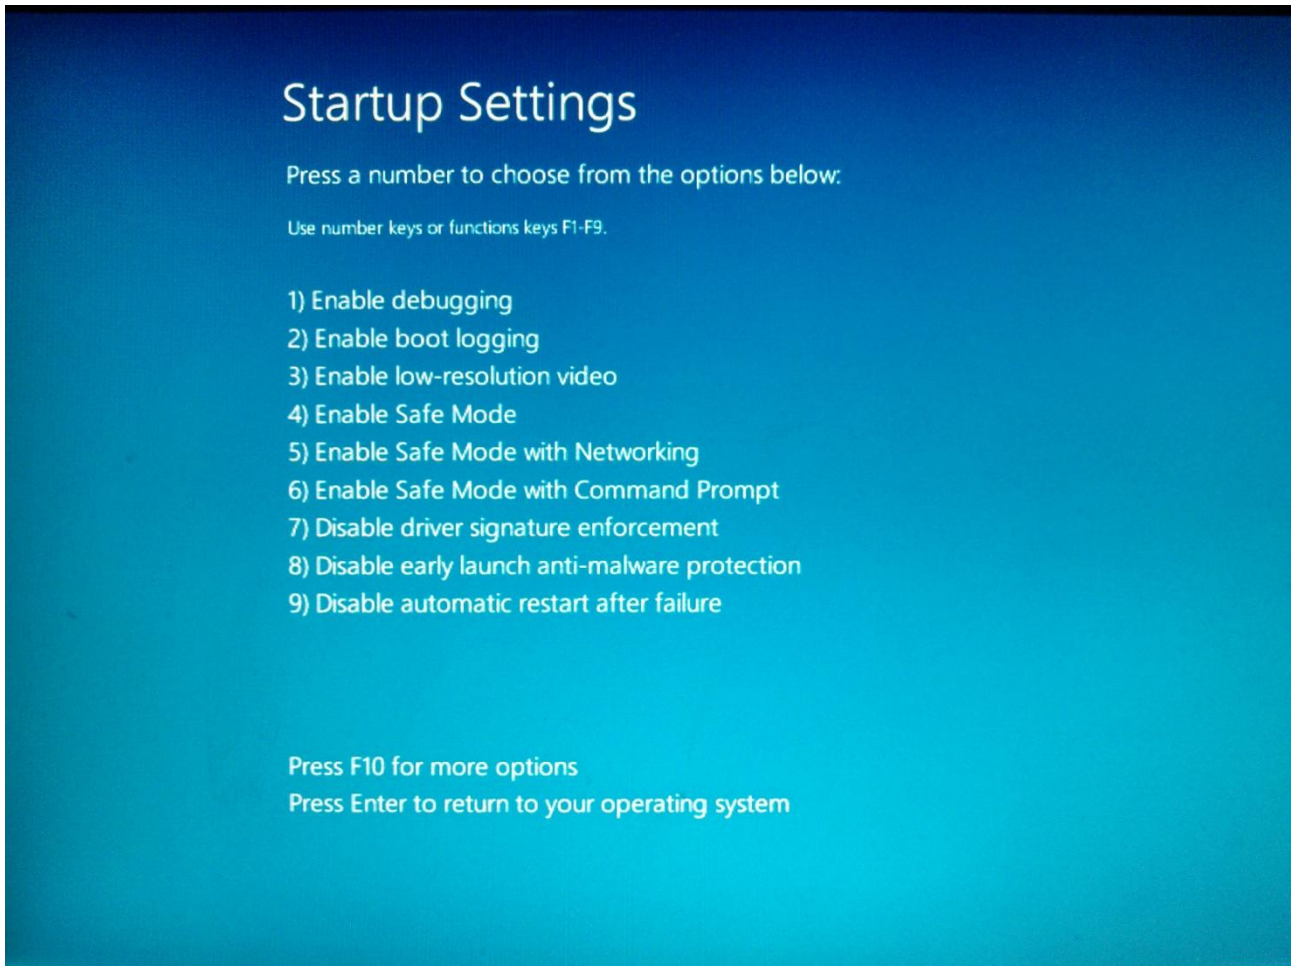 Startup Settings
Press a number to choose from the options below:
Use number keys or functions keys F1-F9.
1) Enable debugging
2) Enable boot logging
3) Enable low-resolution video
4) Enable Safe Mode
5) Enable Safe Mode with Networking
6) Enable Safe Mode with Command Prompt
7) Disable driver signature enforcement
8) Disable early launch anti-malware protection
9) Disable automatic restart after failure
Press F10 for more options
Press Enter to return to your operating system